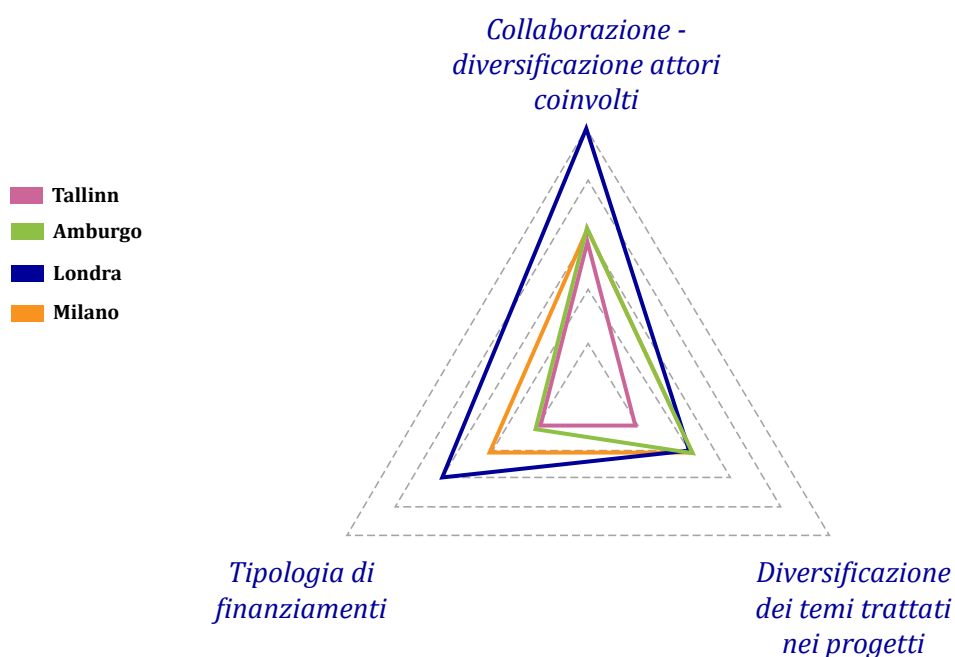 Collaborazione -
diversificazione attori
coinvolti
Tallinn
Amburgo
Londra
Milano
Tipologia di
finanziamenti
Diversificazione
dei temi trattati
nei progetti